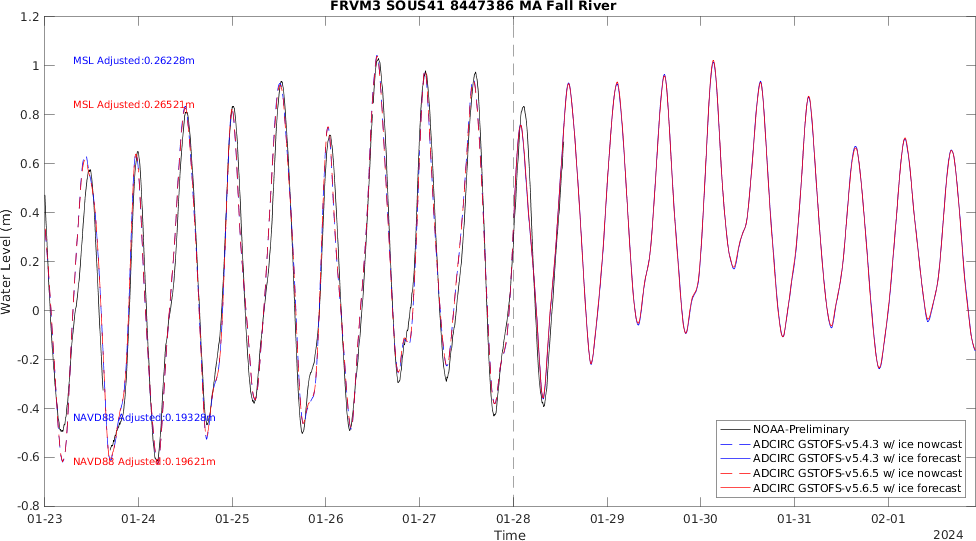 FRVM3 SOUS41 8447386 MA Fall River
1.2
1
0.8
0.6
0.4
0.2
0
-0.2
-0.4
-0.6
-0.8
Water Level (m)
MSL Adjusted:0.26228m
MSL Adjusted:0.26521m
NAVD88 Adjusted:0.19328m
NAVD88 Adjusted:0.19621m
NOAA-Preliminary
ADCIRC GSTOFS-v5.4.3 w/ ice nowcast
ADCIRC GSTOFS-v5.4.3 w/ ice forecast
ADCIRC GSTOFS-v5.6.5 w/ ice nowcast
ADCIRC GSTOFS-v5.6.5 w/ ice forecast
01-23 01-24 01-25 01-26 01-27 01-28 01-29 01-30 01-31 02-01
Time
2024